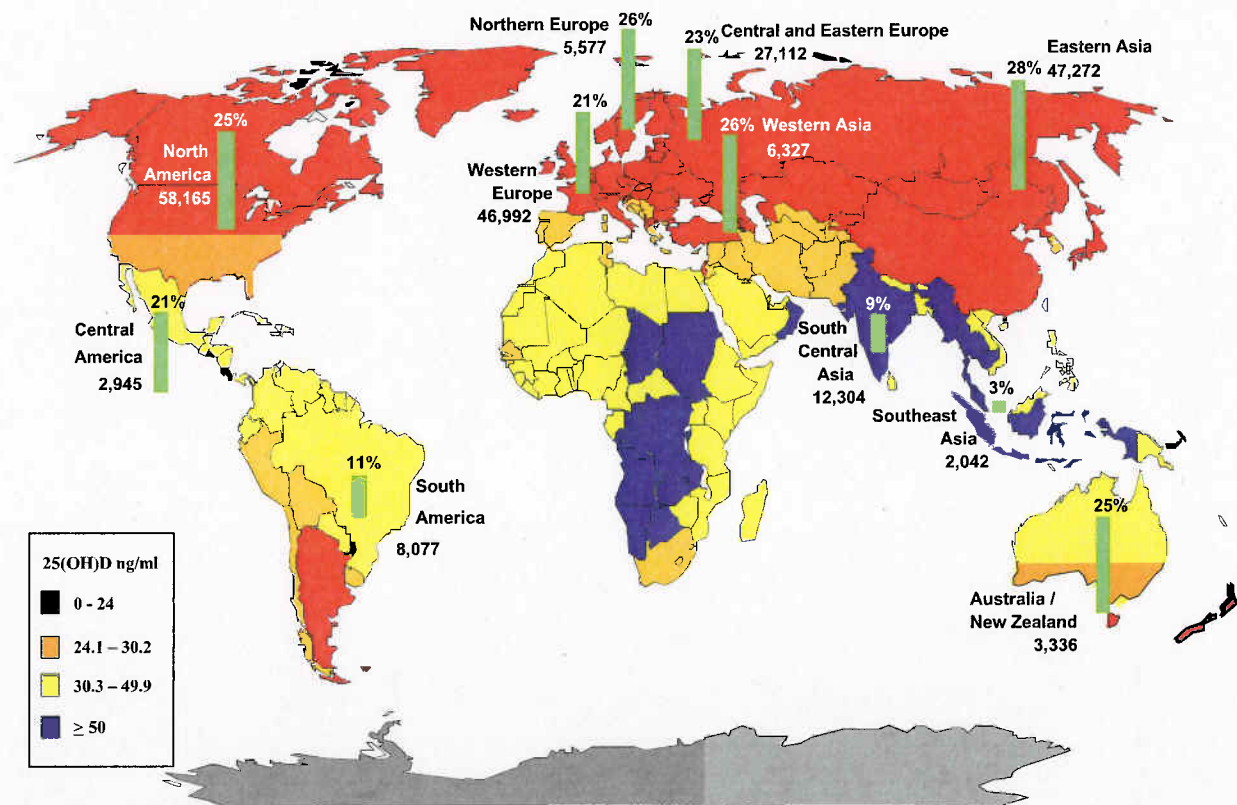 Northern Europe
5,577
26%
23%
Central and Eastern Europe
27,112
Eastern Asia
47,272
28%
25%
North
America
58,165
21%
Western
Europe
46,992
26%
Western Asia
6,327
21%
Central
America
2,945
9%
South
Central
Asia
12,304
3%
Southeast
Asia
2,042
11%
South
America
8,077
25%
Australia /
New Zealand
3,336
25(OH)D ng/ml
0 - 24
24.1 – 30.2
30.3 – 49.9
≥ 50